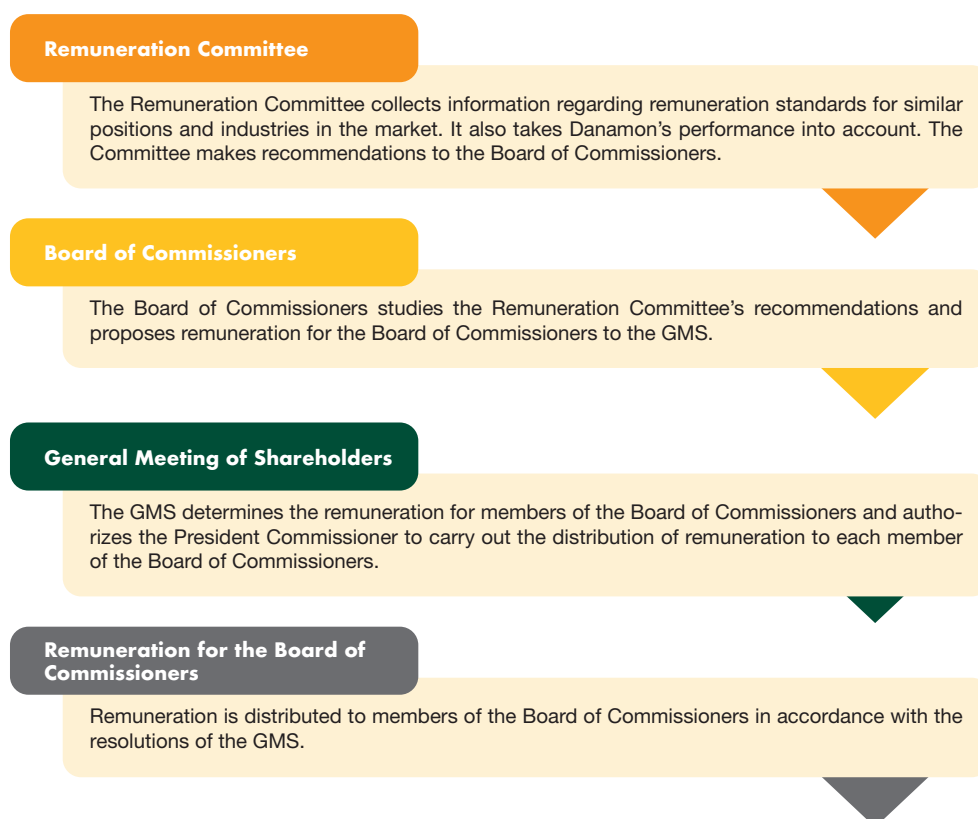 Remuneration Committee
The Remuneration Committee collects information regarding remuneration standards for similar
positions and industries in the market. It also takes Danamon’s performance into account. The
Committee makes recommendations to the Board of Commissioners.
Board of Commissioners
The Board of Commissioners studies the Remuneration Committee’s recommendations and
proposes remuneration for the Board of Commissioners to the GMS.
General Meeting of Shareholders
The GMS determines the remuneration for members of the Board of Commissioners and autho-
rizes the President Commissioner to carry out the distribution of remuneration to each member
of the Board of Commissioners.
Remuneration for the Board of
Commissioners
Remuneration is distributed to members of the Board of Commissioners in accordance with the
resolutions of the GMS.